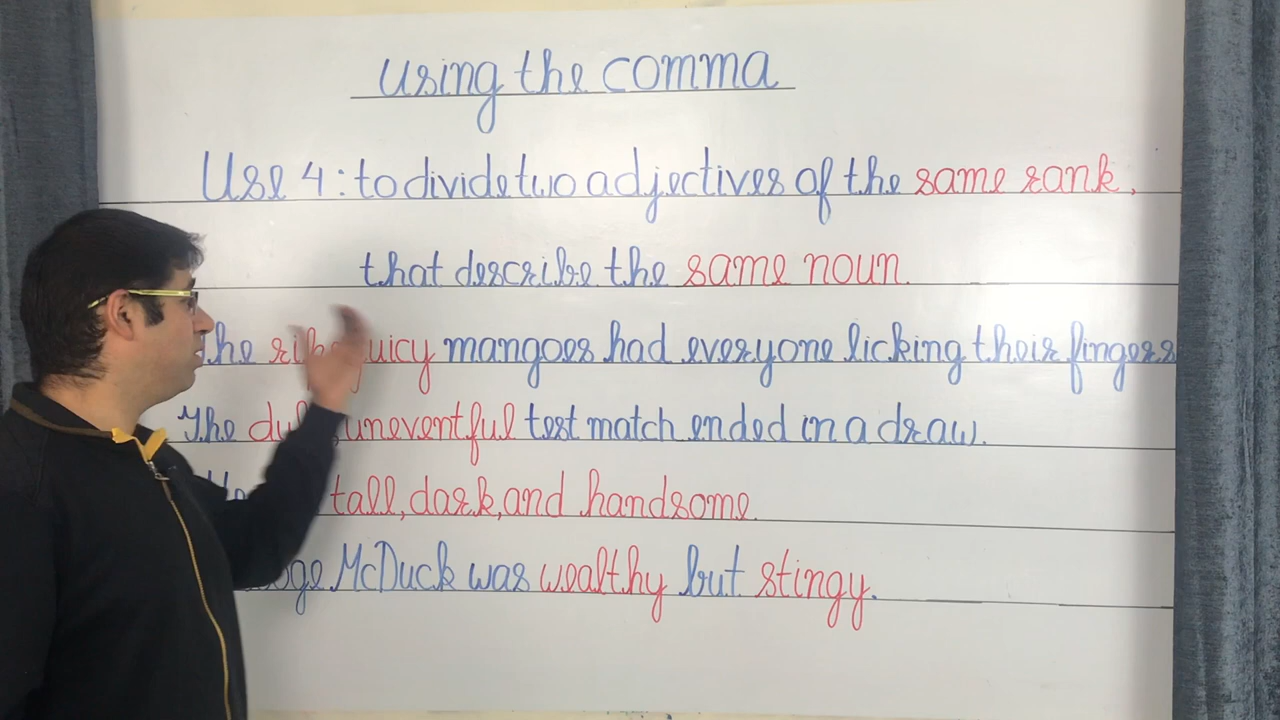 Using the comma
Use 4: to divide two adjectives of the same rank,
that describe the same noun.
The juicy mangoes had everyone licking their fingers
The dull, uneventful test match ended in a draw.
tall, dark, and handsome.
McDuck was wealthy but stingy.